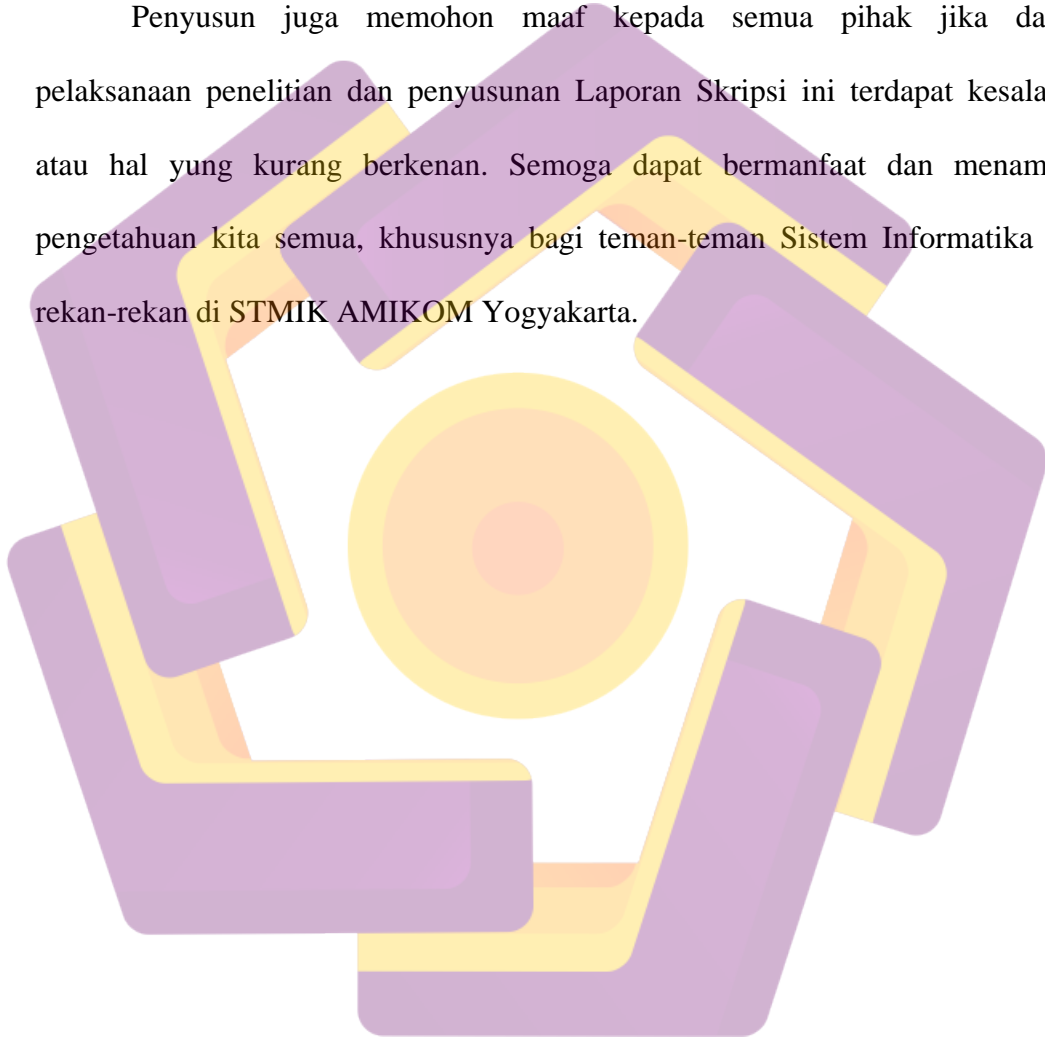 Penyusun juga memohon maaf kepada semua pihak jika da
pelaksanaan penelitian dan penyusunan Laporan Skripsi ini terdapat kesala
atau hal yung kurang berkenan. Semoga dapat bermanfaat dan menam
pengetahuan kita semua, khususnya bagi teman-teman Sistem Informatika
rekan-rekan di STMIK AMIKOM Yogyakarta.